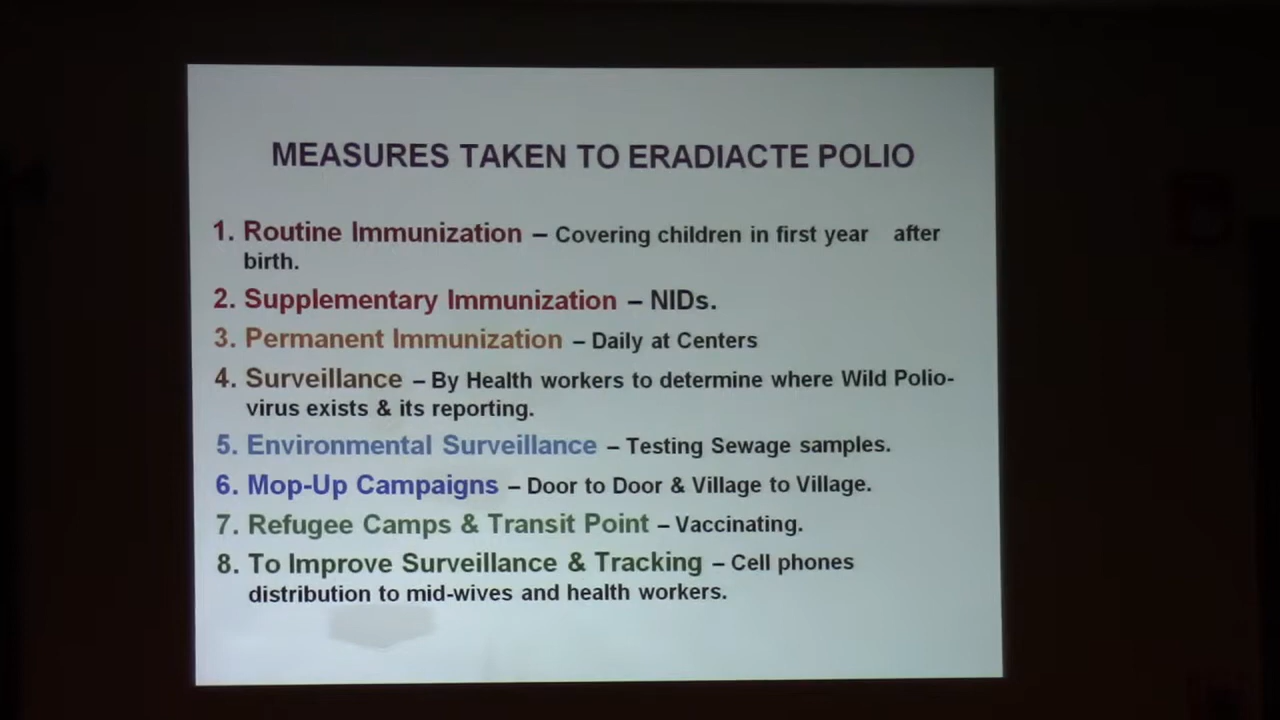 MEASURES TAKEN TO ERADIACTE POLIO
1. Routine Immunization – Covering children in first year after
birth.
2. Supplementary Immunization – NIDs.
3. Permanent Immunization – Daily at Centers
4. Surveillance – By Health workers to determine where Wild Polio-
virus exists & its reporting.
5. Environmental Surveillance – Testing Sewage samples.
6. Mop-Up Campaigns – Door to Door & Village to Village.
7. Refugee Camps & Transit Point – Vaccinating.
8. To Improve Surveillance & Tracking – Cell phones
distribution to mid-wives and health workers.